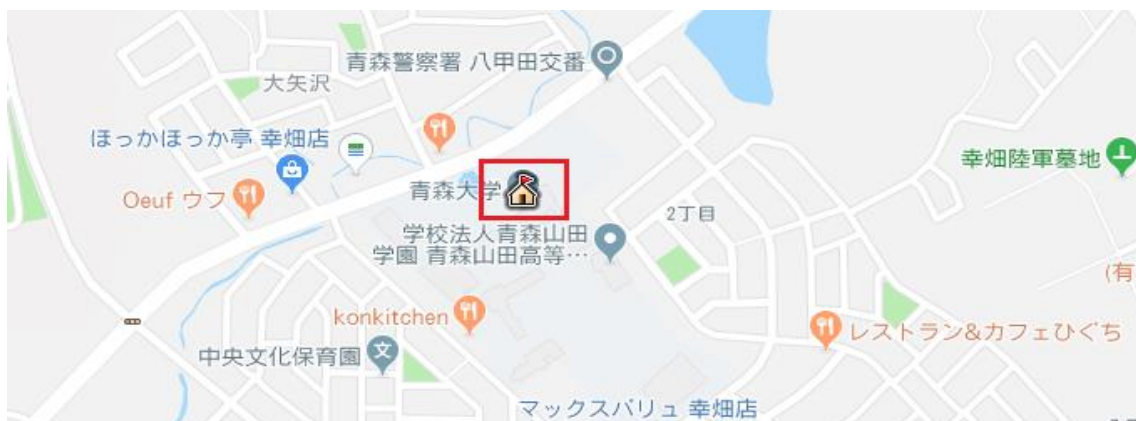 青森警察署 八甲田交番
大矢沢
ほっかほっか亭 幸畑店
幸畑陸軍墓地
Oeuf ウフ
青森大学
2丁目
学校法人青森山田
学園 青森山田高等…
(有
konkitchen
レストラン&カフェひぐち
中央文化保育園
文
マックスバリュ 幸畑店